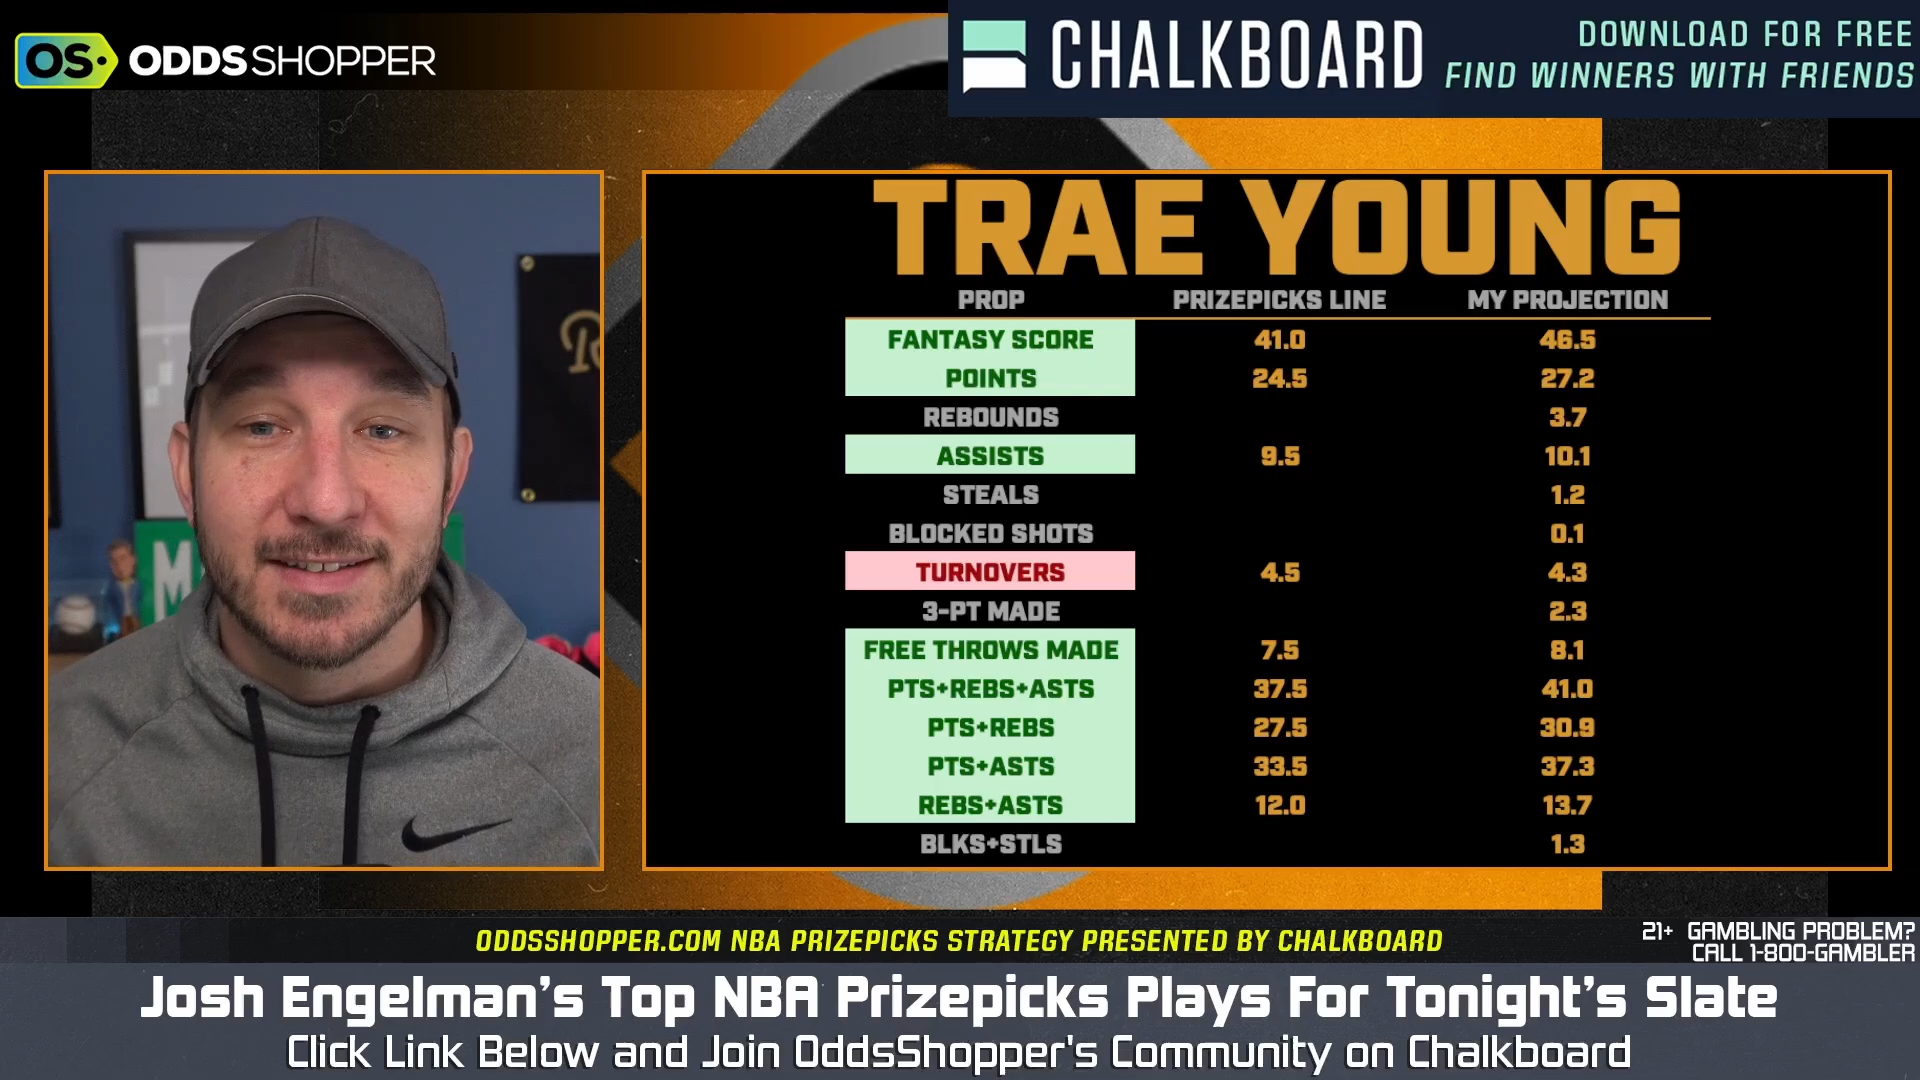 OS. ODDSSHOPPER
CHALKBOARD
DOWNLOAD FOR FREE
FIND WINNERS WITH FRIENDS
TRAE YOUNG
PROP PRIZEPICKS LINE MY PROJECTION
FANTASY SCORE 41.0 46.5
POINTS 24.5 27.2
REBOUNDS 3.7
ASSISTS 9.5 10.1
STEALS 1.2
BLOCKED SHOTS 0.1
TURNOVERS 4.5 4.3
3-PT MADE 2.3
FREE THROWS MADE 7.5 8.1
PTS+REBS+ASTS 37.5 41.0
PTS+REBS 27.5 30.9
PTS+ASTS 33.5 37.3
REBS+ASTS 12.0 13.7
BLKS+STLS 1.3
ODDSSHOPPER.COM NBA PRIZEPICKS STRATEGY PRESENTED BY CHALKBOARD
21+ GAMBLING PROBLEM?
CALL 1-800-GAMBLER
Josh Engelman's Top NBA Prizepicks Plays For Tonight's Slate
Click Link Below and Join OddsShopper's Community on Chalkboard